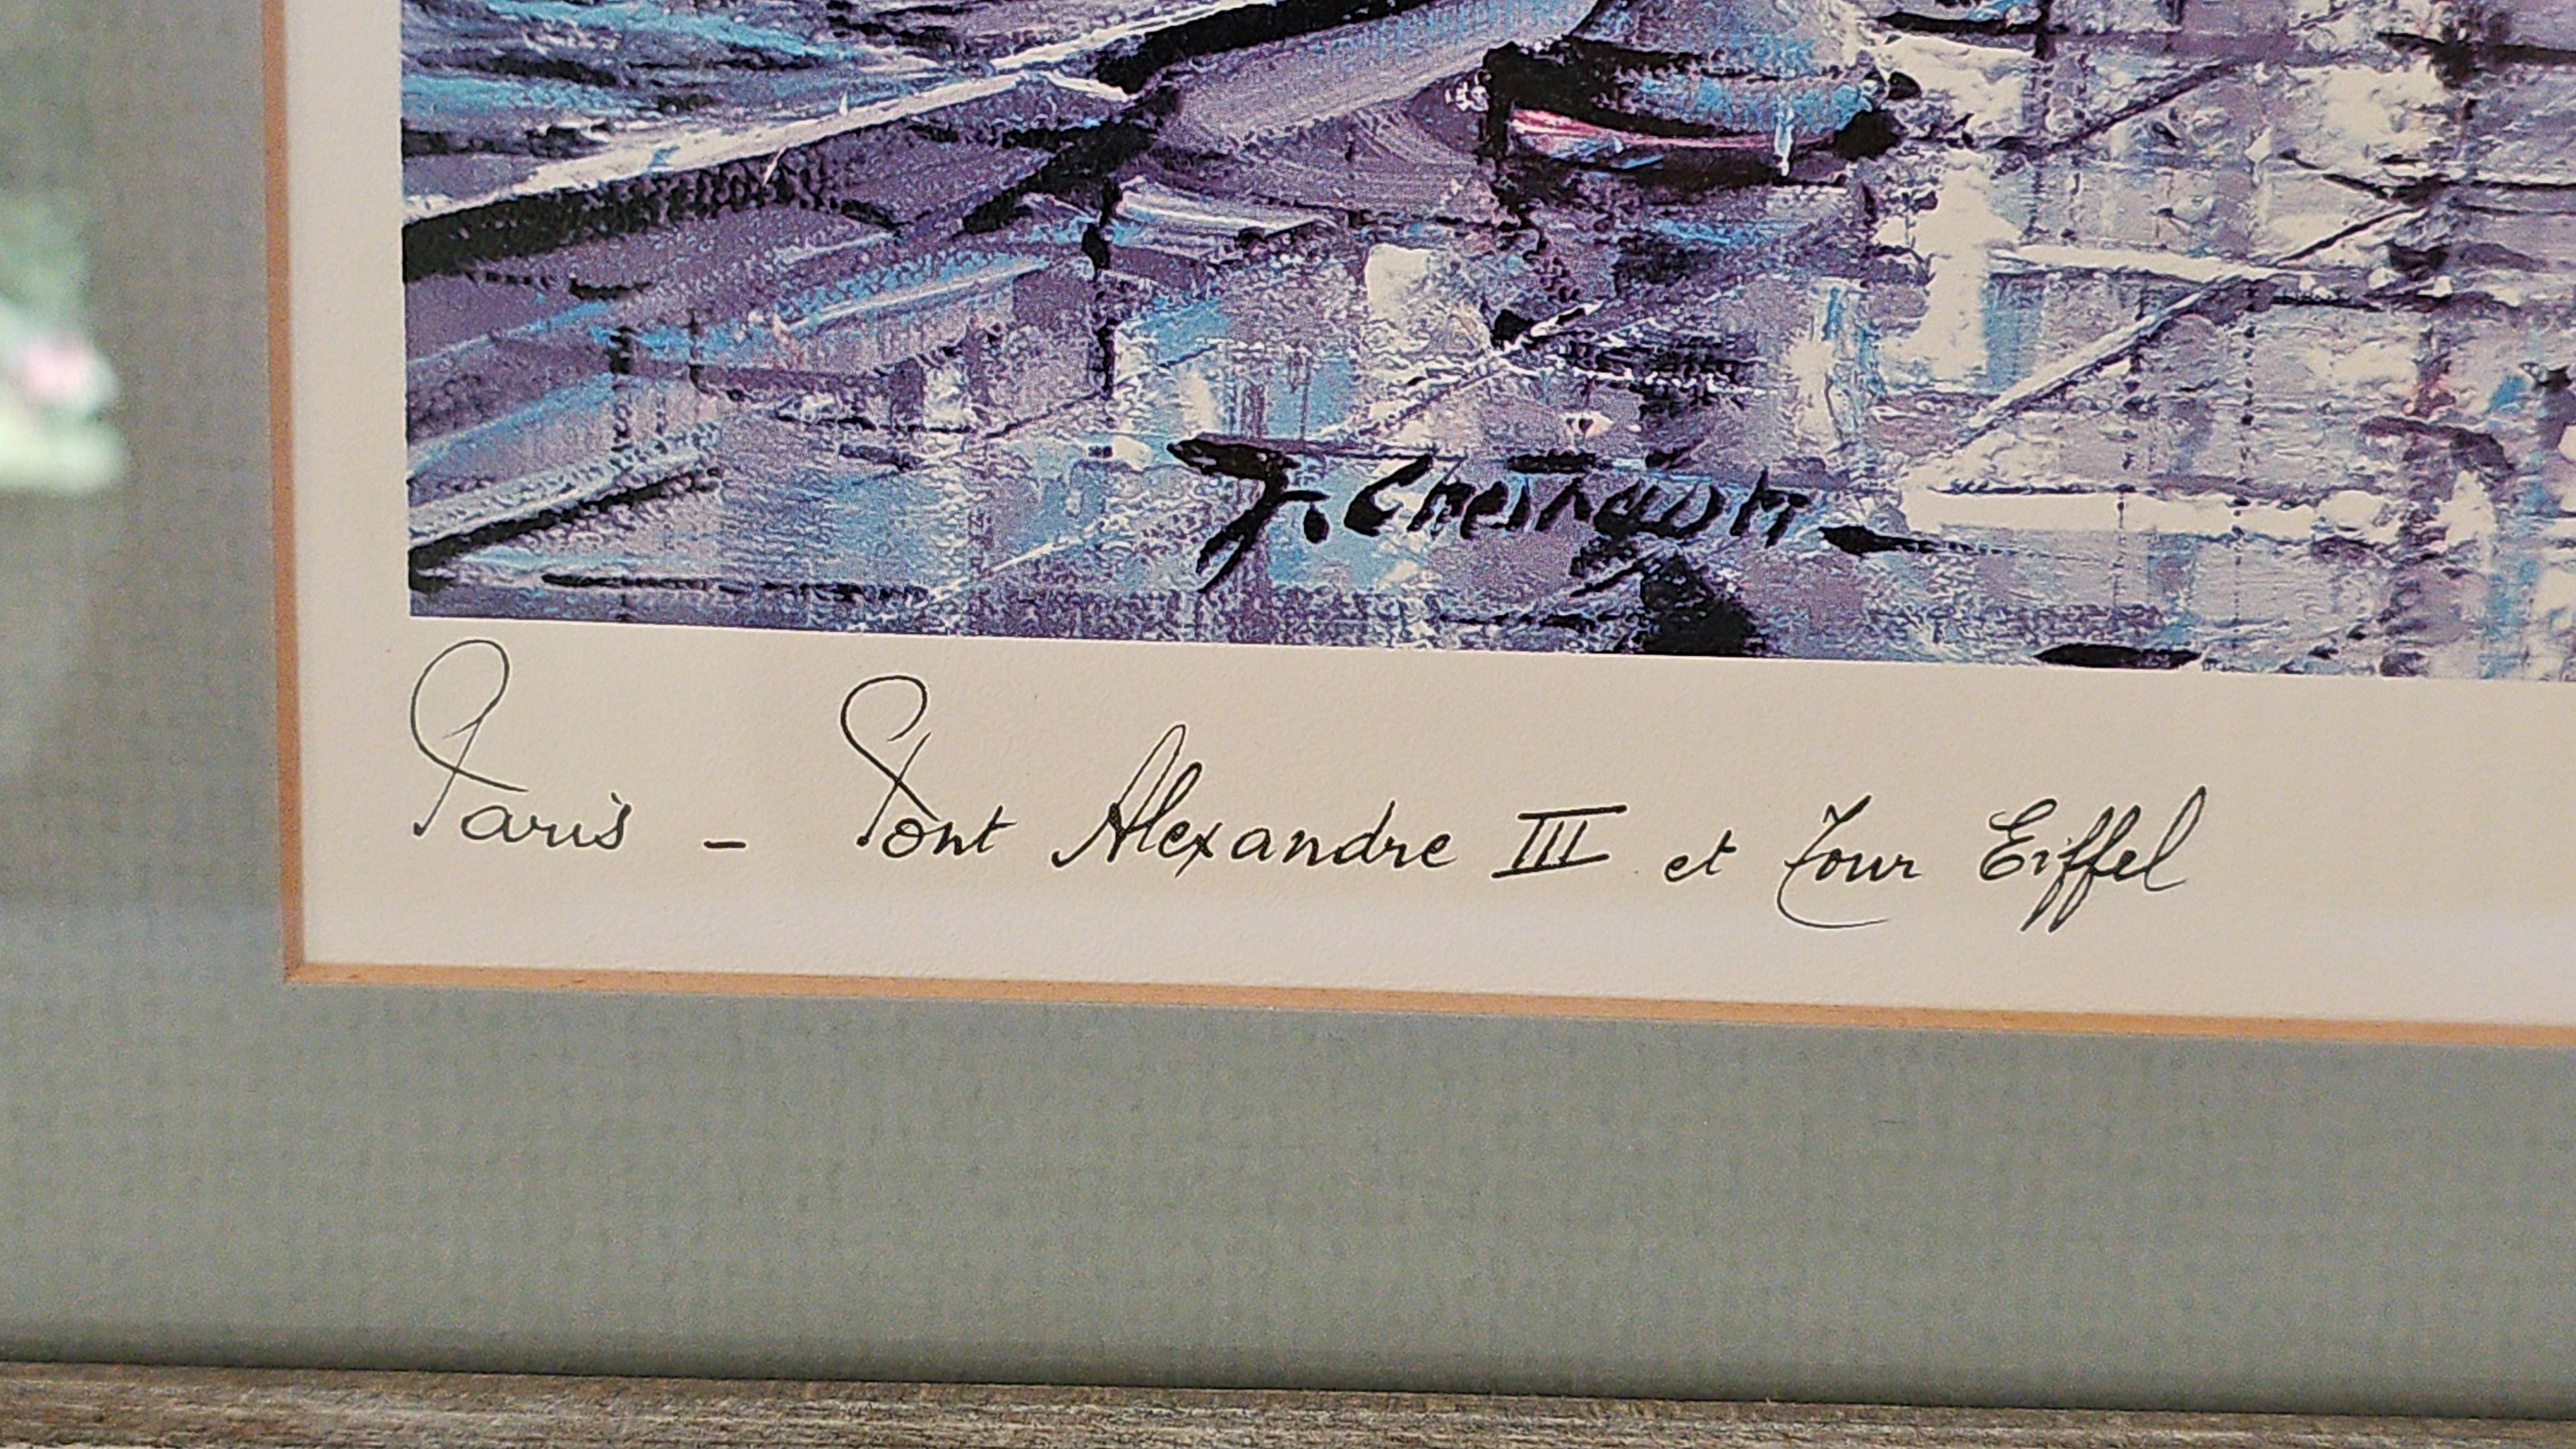 Paris - Pont Alexandre III et Tour Eiffel